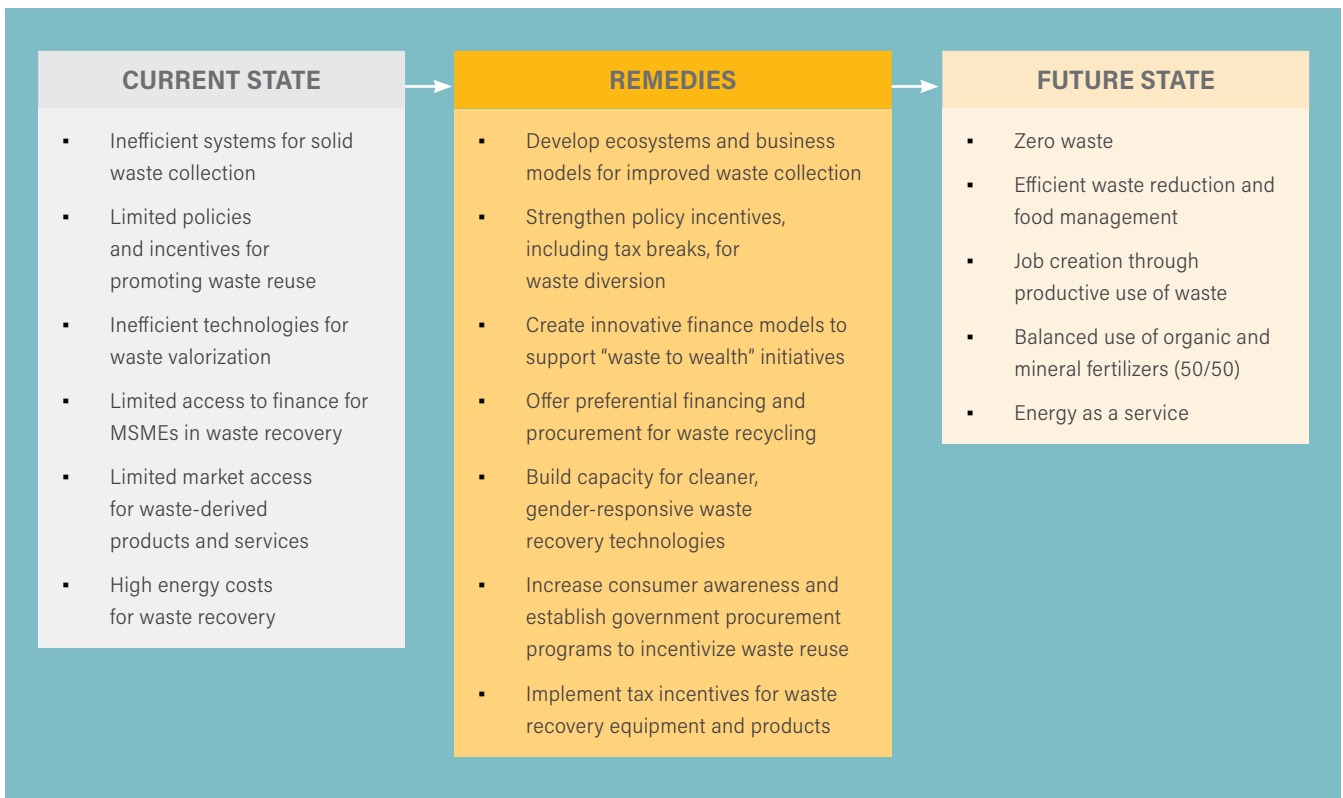 CURRENT STATE
▪ Inefficient systems for solid
waste collection
▪ Limited policies
and incentives for
promoting waste reuse
▪ Inefficient technologies for
waste valorization
▪ Limited access to finance for
MSMEs in waste recovery
▪ Limited market access
for waste-derived
products and services
▪ High energy costs
for waste recovery
REMEDIES
▪ Develop ecosystems and business
models for improved waste collection
▪ Strengthen policy incentives,
including tax breaks, for
waste diversion
▪ Create innovative finance models to
support “waste to wealth” initiatives
▪ Offer preferential financing and
procurement for waste recycling
▪ Build capacity for cleaner,
gender-responsive waste
recovery technologies
▪ Increase consumer awareness and
establish government procurement
programs to incentivize waste reuse
▪ Implement tax incentives for waste
recovery equipment and products
FUTURE STATE
▪ Zero waste
▪ Efficient waste reduction and
food management
▪ Job creation through
productive use of waste
▪ Balanced use of organic and
mineral fertilizers (50/50)
▪ Energy as a service